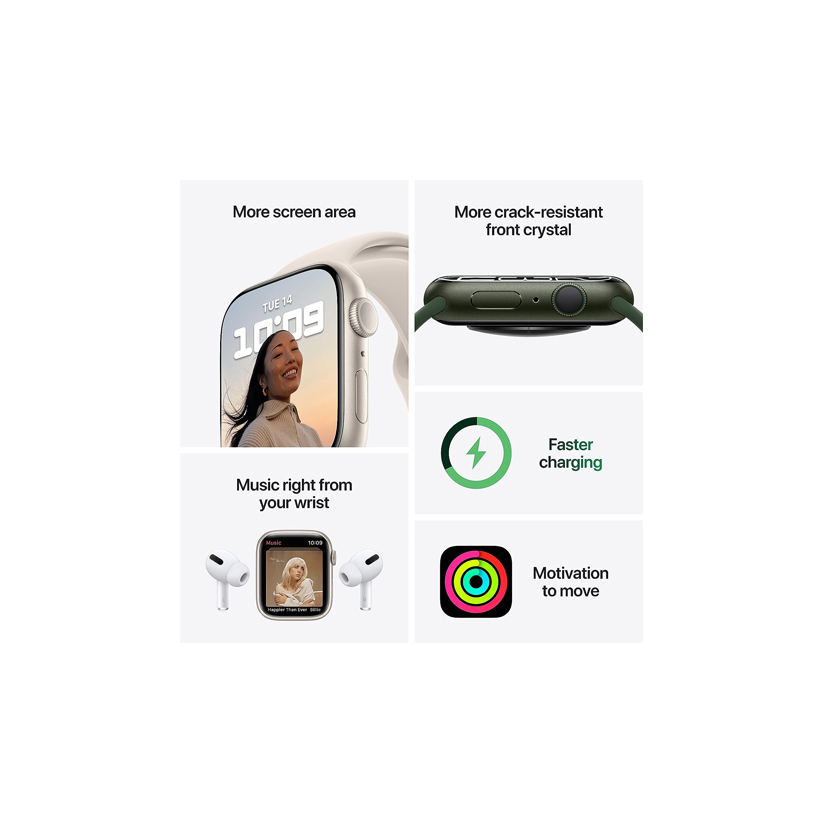 More screen area
TUE 14
10:09
Music right from
your wrist
Music 10:09
Happier Than Ever Billie
More crack-resistant
front crystal
Faster
charging
Motivation
to move